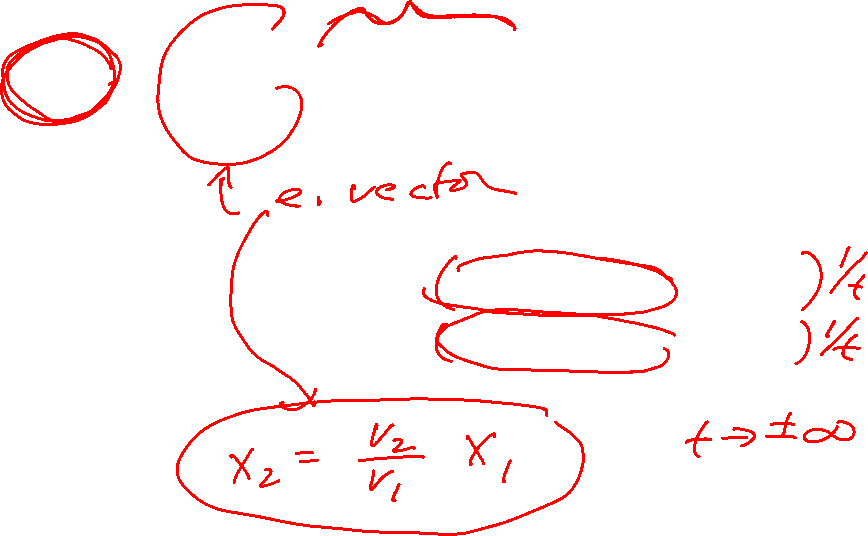 e. vector
)1/t
)1/t
t → ±∞
x₂ = v₂/v₁ x₁